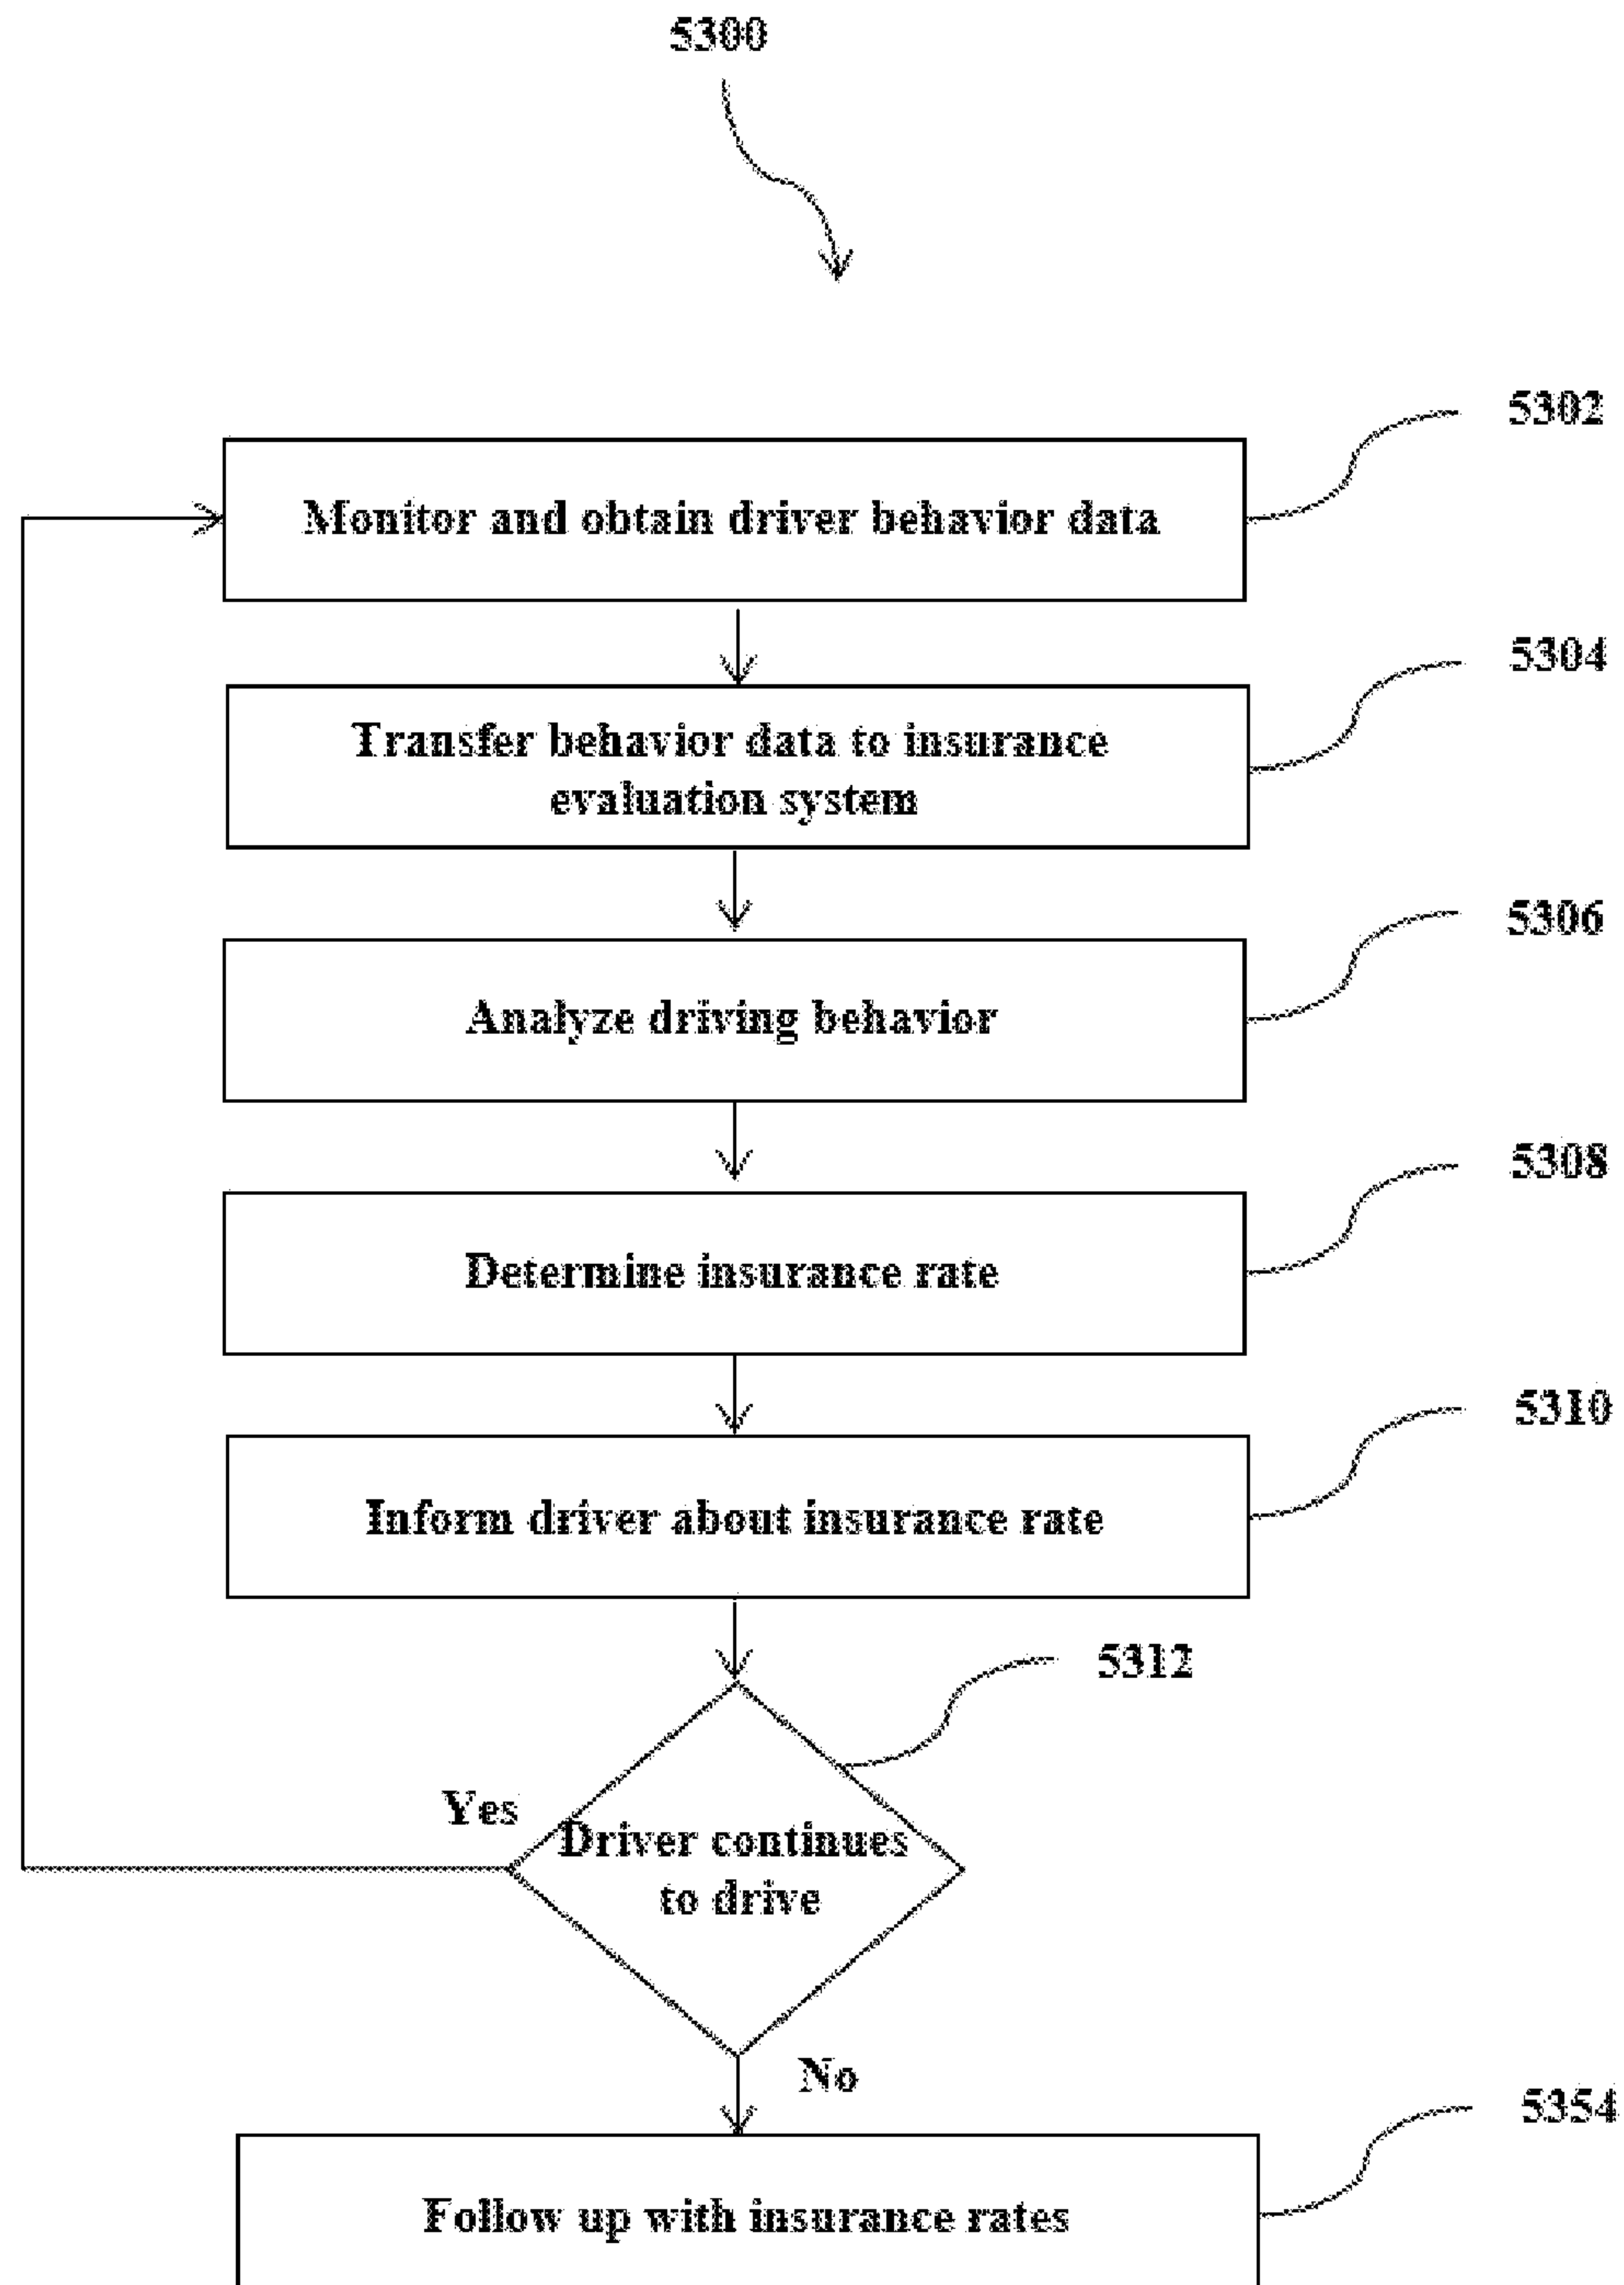 5300
5302
Monitor and obtain driver behavior data
5304
Transfer behavior data to insurance
evaluation system
5306
Analyze driving behavior
5308
Determine insurance rate
5310
Inform driver about insurance rate
5312
Yes
Driver continues
to drive
No
5354
Follow up with insurance rates